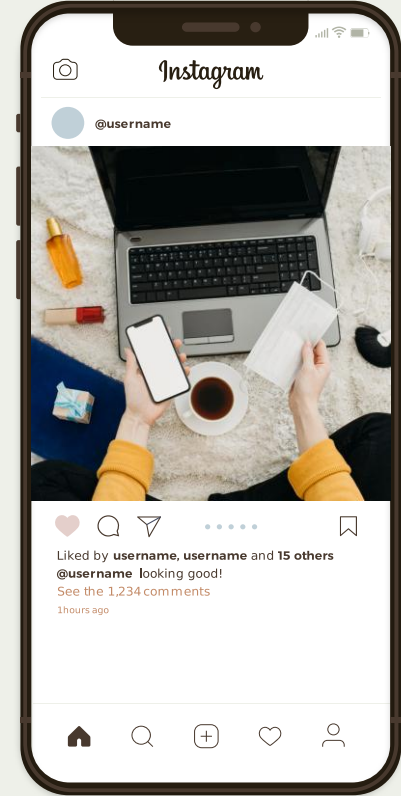 Instagram
@username
Liked by username, username and 15 others
@username looking good!
See the 1,234 comments
1hours ago